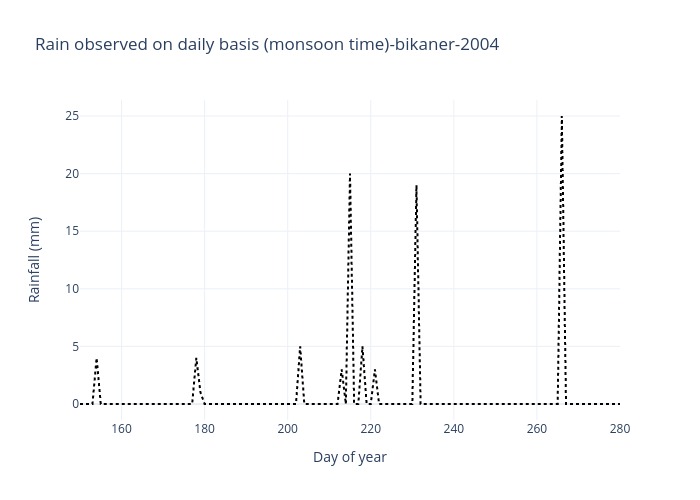 Rain observed on daily basis (monsoon time)-bikaner-2004
25
20
15
10
5
0
Rainfall (mm)
160 180 200 220 240 260 280
Day of year